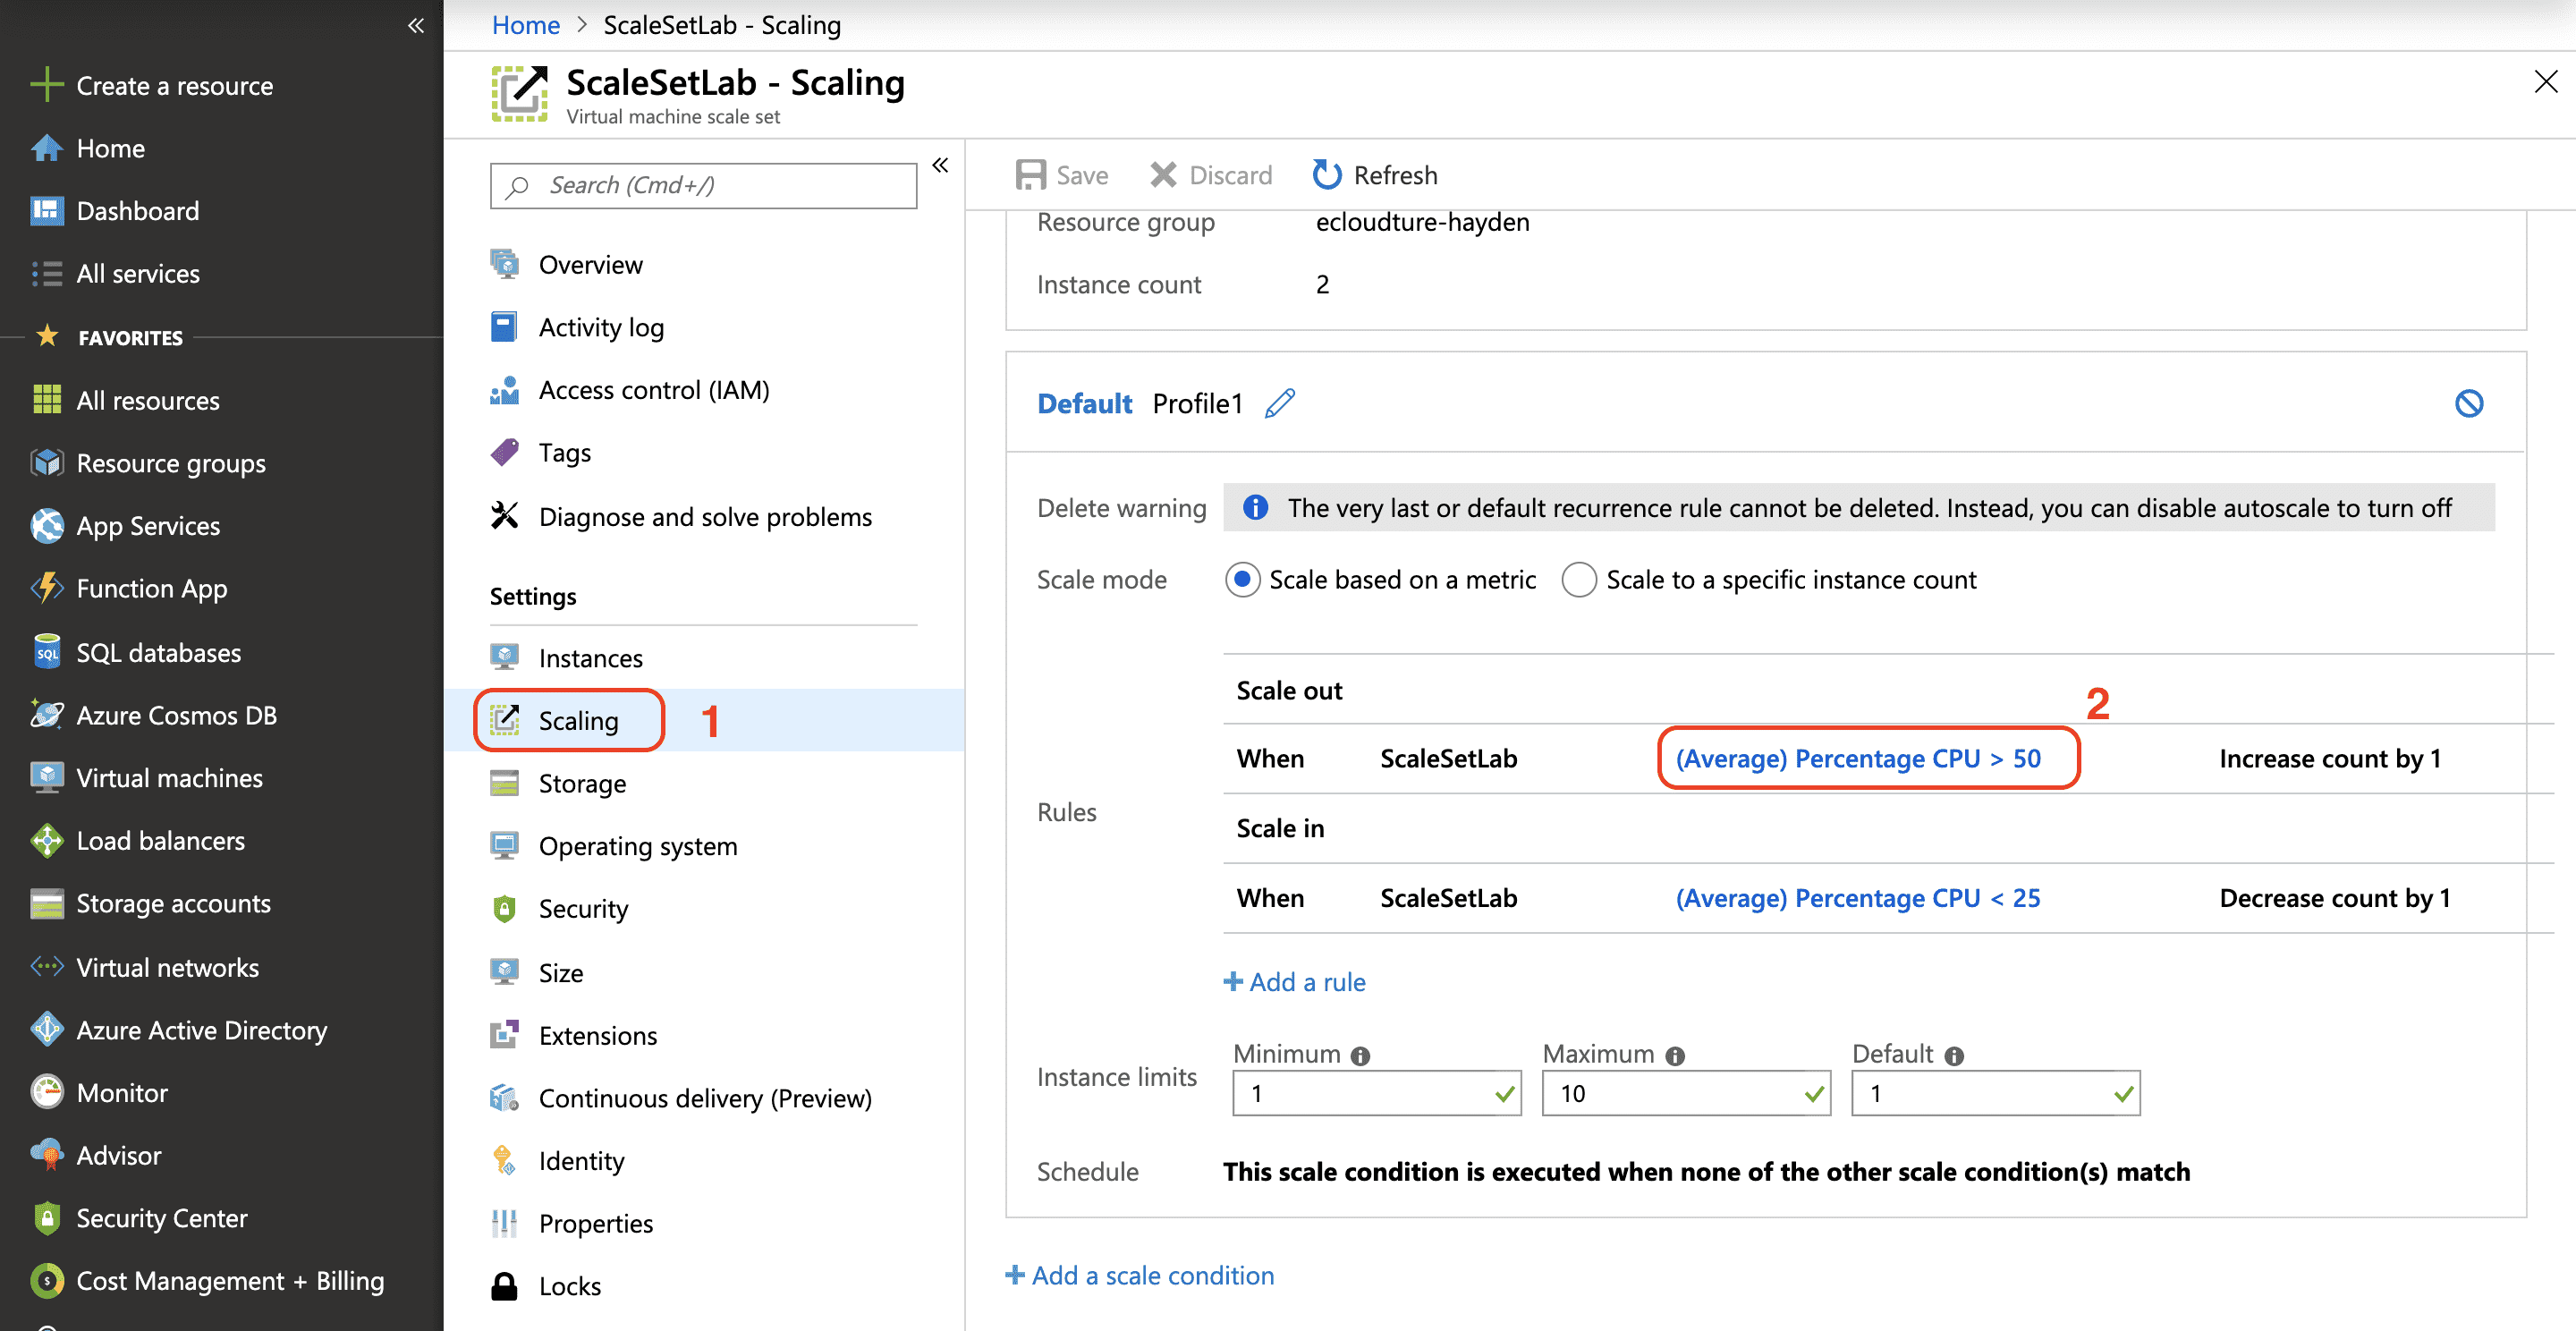 Home > ScaleSetLab - Scaling
ScaleSetLab - Scaling
Virtual machine scale set
Create a resource
Home
Dashboard
All services
FAVORITES
All resources
Resource groups
App Services
Function App
SQL databases
Azure Cosmos DB
Virtual machines
Load balancers
Storage accounts
Virtual networks
Azure Active Directory
Monitor
Advisor
Security Center
Cost Management + Billing
Search (Cmd+/)
Overview
Activity log
Access control (IAM)
Tags
Diagnose and solve problems
Settings
Instances
Scaling 1
Storage
Operating system
Security
Size
Extensions
Continuous delivery (Preview)
Identity
Properties
Locks
Save Discard Refresh
Resource group ecloudture-hayden
Instance count 2
Default Profile1
Delete warning The very last or default recurrence rule cannot be deleted. Instead, you can disable autoscale to turn off
Scale mode Scale based on a metric Scale to a specific instance count
Rules
Scale out
2
When ScaleSetLab (Average) Percentage CPU > 50 Increase count by 1
Scale in
When ScaleSetLab (Average) Percentage CPU < 25 Decrease count by 1
+ Add a rule
Instance limits
Minimum Maximum Default
1 10 1
Schedule This scale condition is executed when none of the other scale condition(s) match
+ Add a scale condition